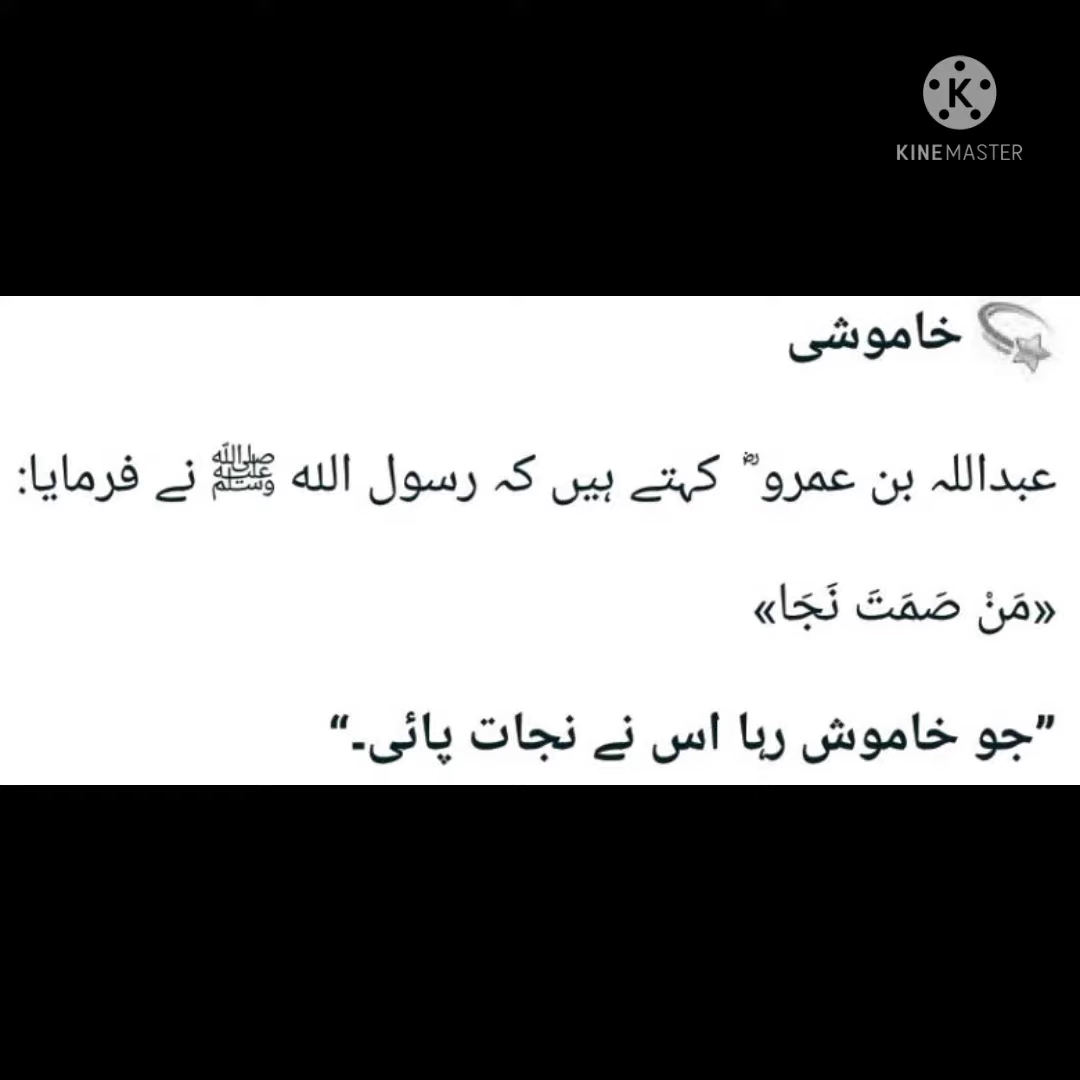 KINEMASTER
خاموشی
عبداللہ بن عمرو ؓ کہتے ہیں کہ رسول الله ﷺ نے فرمایا:
«مَنْ صَمَتَ نَجَا»
”جو خاموش رہا اس نے نجات پائی۔“